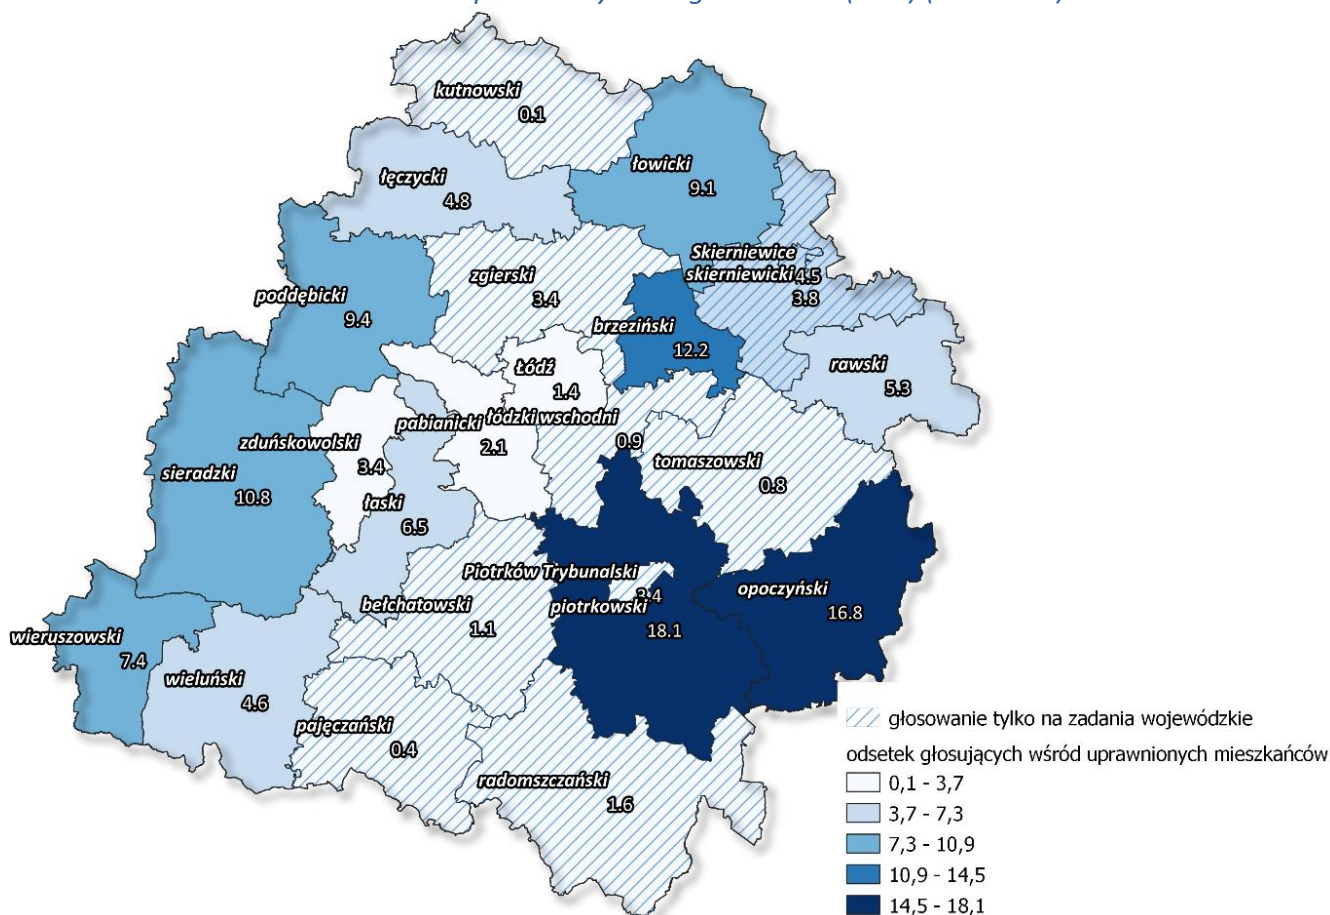 kutnowski
0.1
łowicki
9.1
łęczycki
4.8
Skierniewice
4.5
skierniewicki
3.8
zgierski
3.4
poddębicki
9.4
brzeziński
12.2
rawski
5.3
Łódź
1.4
pabianicki
2.1
łódzki wschodni
0.9
zduńskowolski
3.4
sieradzki
10.8
tomaszowski
0.8
łaski
6.5
Piotrków Trybunalski
3.4
opoczyński
16.8
bełchatowski
1.1
piotrkowski
18.1
wieruszowski
7.4
wieluński
4.6
pajęczański
0.4
radomszczański
1.6
głosowanie tylko na zadania wojewódzkie
odsetek głosujących wśród uprawnionych mieszkańców
0,1 - 3,7
3,7 - 7,3
7,3 - 10,9
10,9 - 14,5
14,5 - 18,1